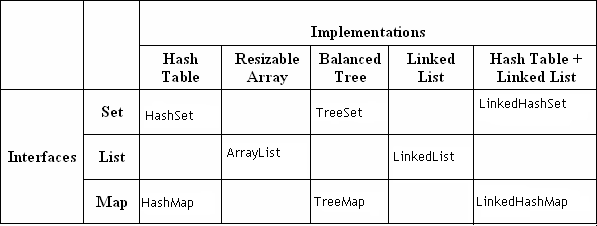 Implementations
Hash Table
Resizable Array
Balanced Tree
Linked List
Hash Table + Linked List
Interfaces
Set
HashSet
TreeSet
LinkedHashSet
List
ArrayList
LinkedList
Map
HashMap
TreeMap
LinkedHashMap